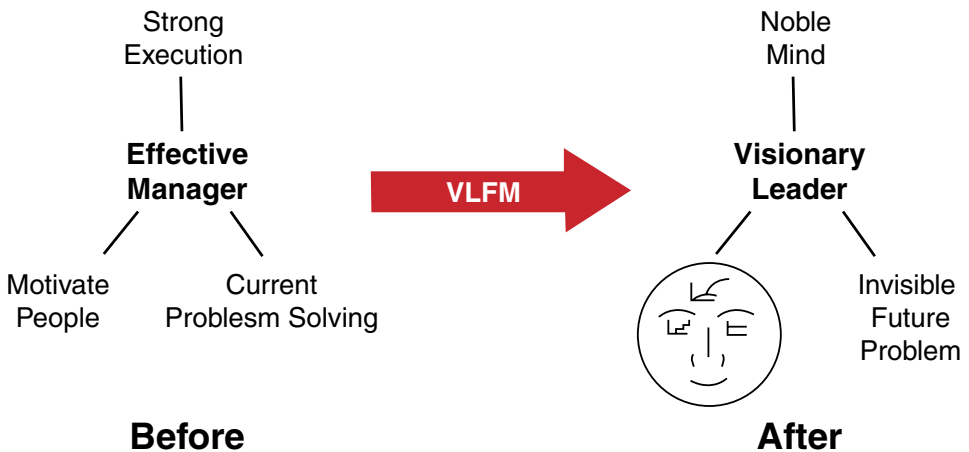 Strong
Execution
Effective
Manager
Motivate
People
Current
Problesm Solving
Before
VLFM
Noble
Mind
Visionary
Leader
Invisible
Future
Problem
After